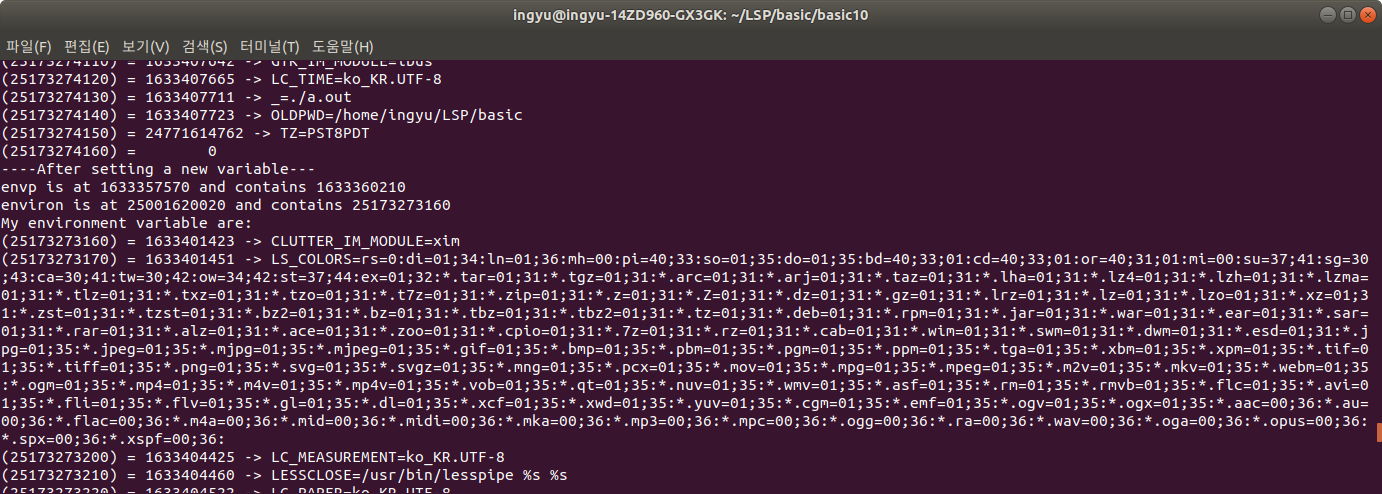 ingyu@ingyu-14ZD960-GX3GK: ~/LSP/basic/basic10
파일(F) 편집(E) 보기(V) 검색(S) 터미널(T) 도움말(H)
(25173274110) = 1633407642 -> GTK_IM_MODULE=ibus
(25173274120) = 1633407665 -> LC_TIME=ko_KR.UTF-8
(25173274130) = 1633407711 -> _=./a.out
(25173274140) = 1633407723 -> OLDPWD=/home/ingyu/LSP/basic
(25173274150) = 24771614762 -> TZ=PST8PDT
(25173274160) =        0
----After setting a new variable---
envp is at 1633357570 and contains 1633360210
environ is at 25001620020 and contains 25173273160
My environment variable are:
(25173273160) = 1633401423 -> CLUTTER_IM_MODULE=xim
(25173273170) = 1633401451 -> LS_COLORS=rs=0:di=01;34:ln=01;36:mh=00:pi=40;33:so=01;35:do=01;35:bd=40;33;01:cd=40;33;01:or=40;31;01:mi=00:su=37;41:sg=30
;43:ca=30;41:tw=30;42:ow=34;42:st=37;44:ex=01;32:*.tar=01;31:*.tgz=01;31:*.arc=01;31:*.arj=01;31:*.taz=01;31:*.lha=01;31:*.lz4=01;31:*.lzh=01;31:*.lzma=
01;31:*.tlz=01;31:*.txz=01;31:*.tzo=01;31:*.t7z=01;31:*.zip=01;31:*.z=01;31:*.Z=01;31:*.dz=01;31:*.gz=01;31:*.lrz=01;31:*.lz=01;31:*.lzo=01;31:*.xz=01;3
1:*.zst=01;31:*.tzst=01;31:*.bz2=01;31:*.bz=01;31:*.tbz=01;31:*.tbz2=01;31:*.tz=01;31:*.deb=01;31:*.rpm=01;31:*.jar=01;31:*.war=01;31:*.ear=01;31:*.sar=
01;31:*.rar=01;31:*.alz=01;31:*.ace=01;31:*.zoo=01;31:*.cpio=01;31:*.7z=01;31:*.rz=01;31:*.cab=01;31:*.wim=01;31:*.swm=01;31:*.dwm=01;31:*.esd=01;31:*.j
pg=01;35:*.jpeg=01;35:*.mjpg=01;35:*.mjpeg=01;35:*.gif=01;35:*.bmp=01;35:*.pbm=01;35:*.pgm=01;35:*.ppm=01;35:*.tga=01;35:*.xbm=01;35:*.xpm=01;35:*.tif=0
1;35:*.tiff=01;35:*.png=01;35:*.svg=01;35:*.svgz=01;35:*.mng=01;35:*.pcx=01;35:*.mov=01;35:*.mpg=01;35:*.mpeg=01;35:*.m2v=01;35:*.mkv=01;35:*.webm=01;35
:*.ogm=01;35:*.mp4=01;35:*.m4v=01;35:*.mp4v=01;35:*.vob=01;35:*.qt=01;35:*.nuv=01;35:*.wmv=01;35:*.asf=01;35:*.rm=01;35:*.rmvb=01;35:*.flc=01;35:*.avi=0
1;35:*.fli=01;35:*.flv=01;35:*.gl=01;35:*.dl=01;35:*.xcf=01;35:*.xwd=01;35:*.yuv=01;35:*.cgm=01;35:*.emf=01;35:*.ogv=01;35:*.ogx=01;35:*.aac=00;36:*.au=
00;36:*.flac=00;36:*.m4a=00;36:*.mid=00;36:*.midi=00;36:*.mka=00;36:*.mp3=00;36:*.mpc=00;36:*.ogg=00;36:*.ra=00;36:*.wav=00;36:*.oga=00;36:*.opus=00;36:
*.spx=00;36:*.xspf=00;36:
(25173273200) = 1633404425 -> LC_MEASUREMENT=ko_KR.UTF-8
(25173273210) = 1633404460 -> LESSCLOSE=/usr/bin/lesspipe %s %s
(25173273220) = 1633404522 -> LC_PAPER=ko_KR.UTF-8